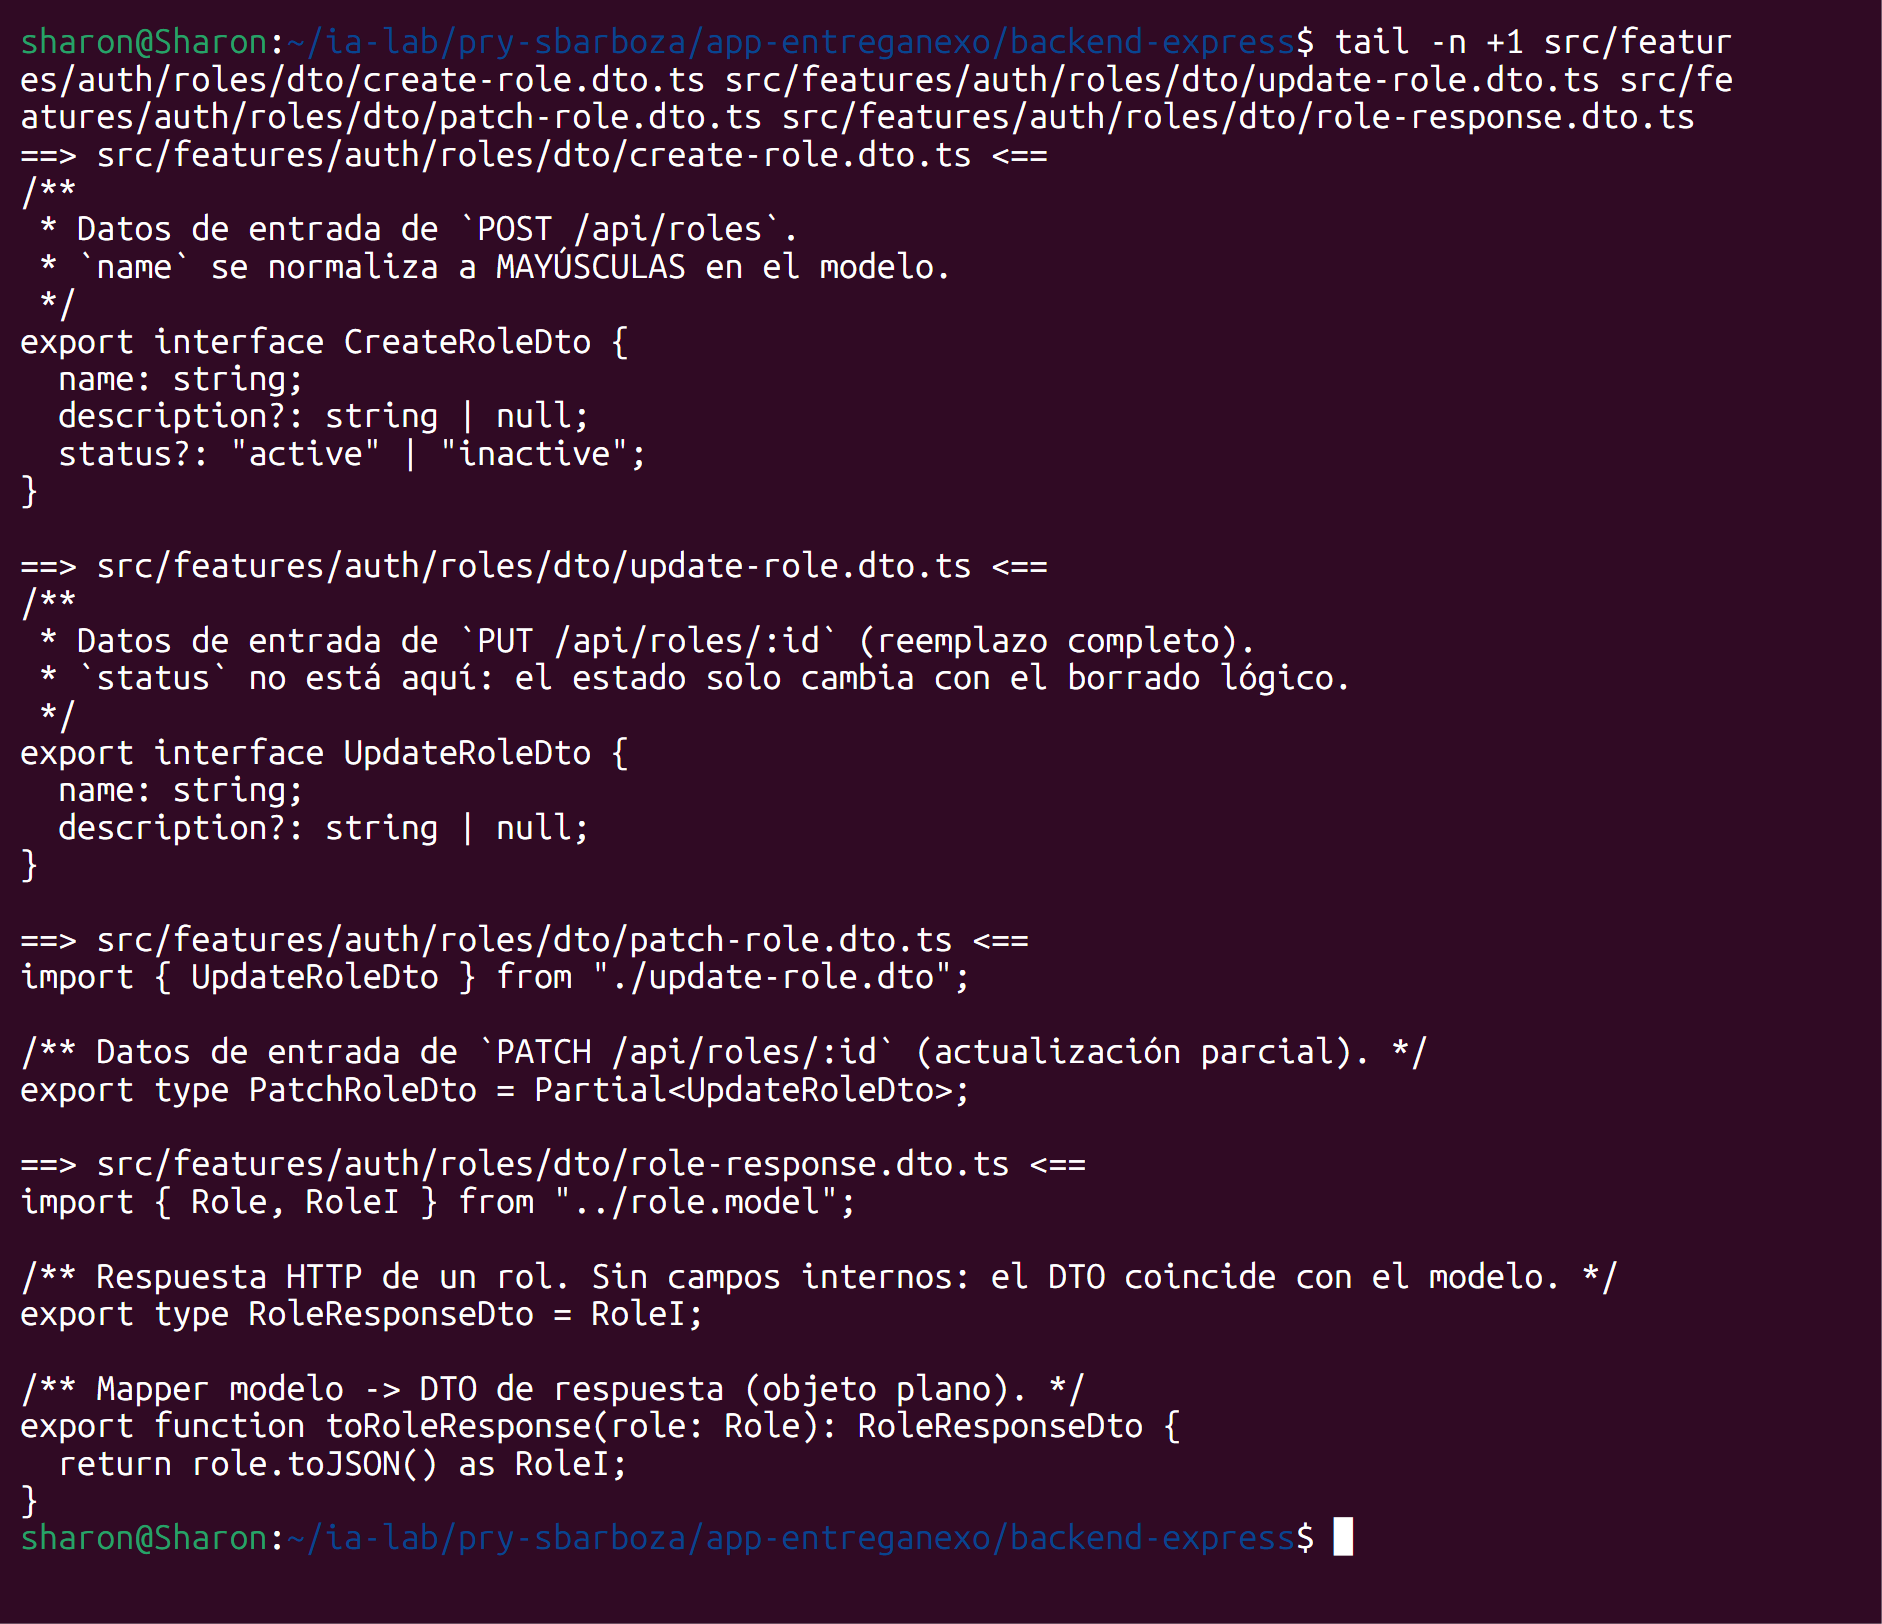 sharon@Sharon:~/ia-lab/pry-sbarboza/app-entreganexo/backend-express$ tail -n +1 src/featur
es/auth/roles/dto/create-role.dto.ts src/features/auth/roles/dto/update-role.dto.ts src/fe
atures/auth/roles/dto/patch-role.dto.ts src/features/auth/roles/dto/role-response.dto.ts
==> src/features/auth/roles/dto/create-role.dto.ts <==
/**
 * Datos de entrada de `POST /api/roles`.
 * `name` se normaliza a MAYÚSCULAS en el modelo.
 */
export interface CreateRoleDto {
  name: string;
  description?: string | null;
  status?: "active" | "inactive";
}

==> src/features/auth/roles/dto/update-role.dto.ts <==
/**
 * Datos de entrada de `PUT /api/roles/:id` (reemplazo completo).
 * `status` no está aquí: el estado solo cambia con el borrado lógico.
 */
export interface UpdateRoleDto {
  name: string;
  description?: string | null;
}

==> src/features/auth/roles/dto/patch-role.dto.ts <==
import { UpdateRoleDto } from "./update-role.dto";

/** Datos de entrada de `PATCH /api/roles/:id` (actualización parcial). */
export type PatchRoleDto = Partial<UpdateRoleDto>;

==> src/features/auth/roles/dto/role-response.dto.ts <==
import { Role, RoleI } from "../role.model";

/** Respuesta HTTP de un rol. Sin campos internos: el DTO coincide con el modelo. */
export type RoleResponseDto = RoleI;

/** Mapper modelo -> DTO de respuesta (objeto plano). */
export function toRoleResponse(role: Role): RoleResponseDto {
  return role.toJSON() as RoleI;
}
sharon@Sharon:~/ia-lab/pry-sbarboza/app-entreganexo/backend-express$